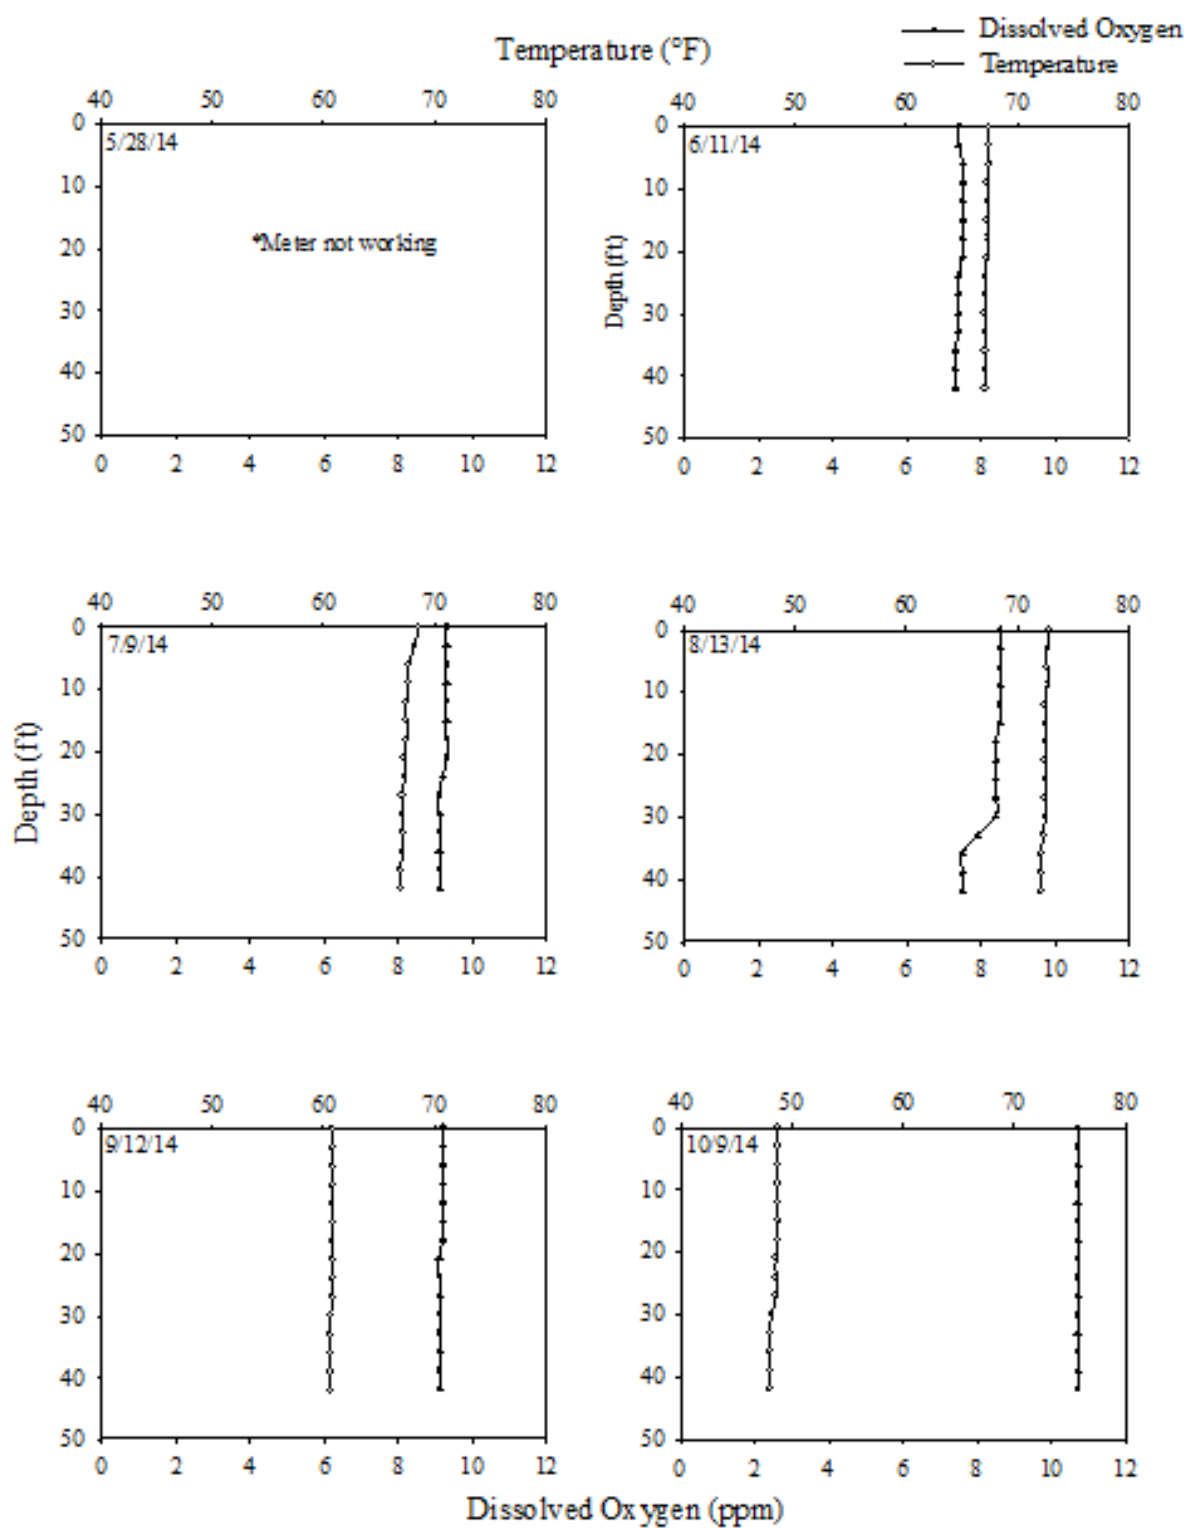 Dissolved Oxygen
Temperature (°F)
Temperature
40 50 60 70 80
40 50 60 70 80
0
5/28/14
10
*Meter not working
20
30
40
50
0 2 4 6 8 10 12
0
6/11/14
10
20
Depth (ft)
30
40
50
0 2 4 6 8 10 12
40 50 60 70 80
40 50 60 70 80
0
7/9/14
10
20
Depth (ft)
30
40
50
0 2 4 6 8 10 12
0
8/13/14
10
20
30
40
50
0 2 4 6 8 10 12
40 50 60 70 80
40 50 60 70 80
0
9/12/14
10
20
30
40
50
0 2 4 6 8 10 12
0
10/9/14
10
20
30
40
50
0 2 4 6 8 10 12
Dissolved Oxygen (ppm)